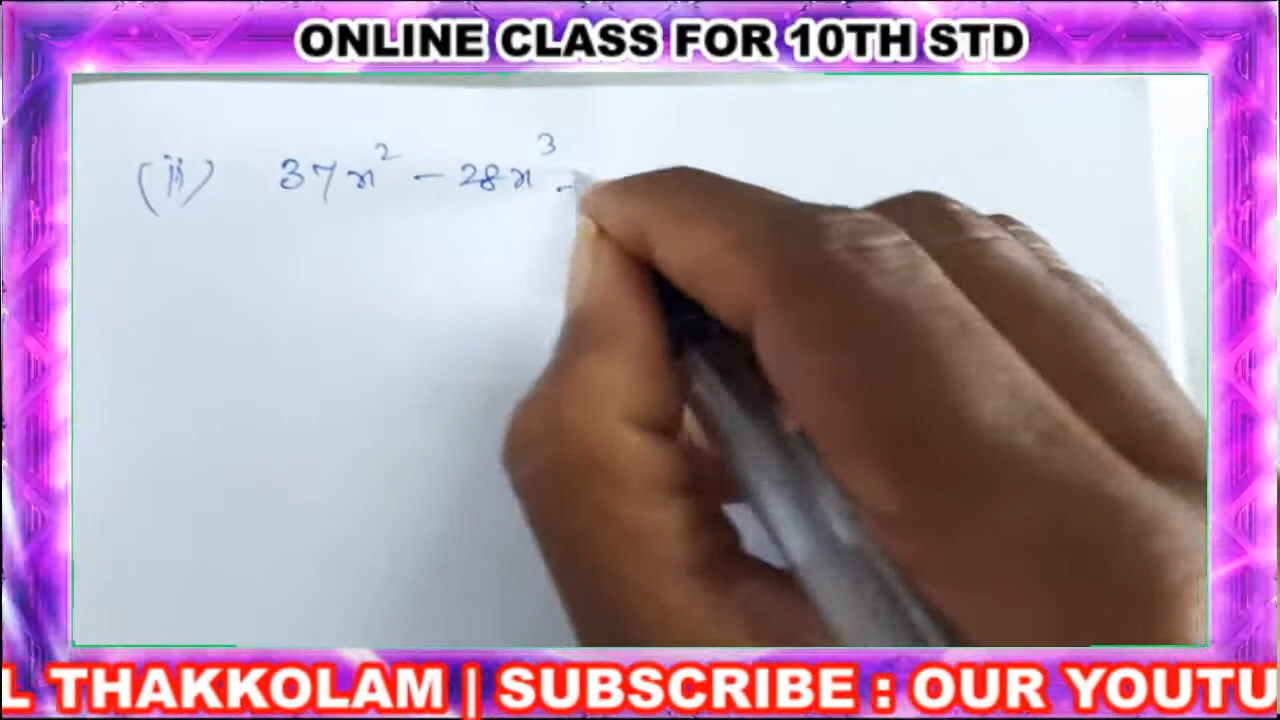 ONLINE CLASS FOR 10TH STD
(ii) 37x² - 28x³ -
L THAKKOLAM | SUBSCRIBE : OUR YOUTU